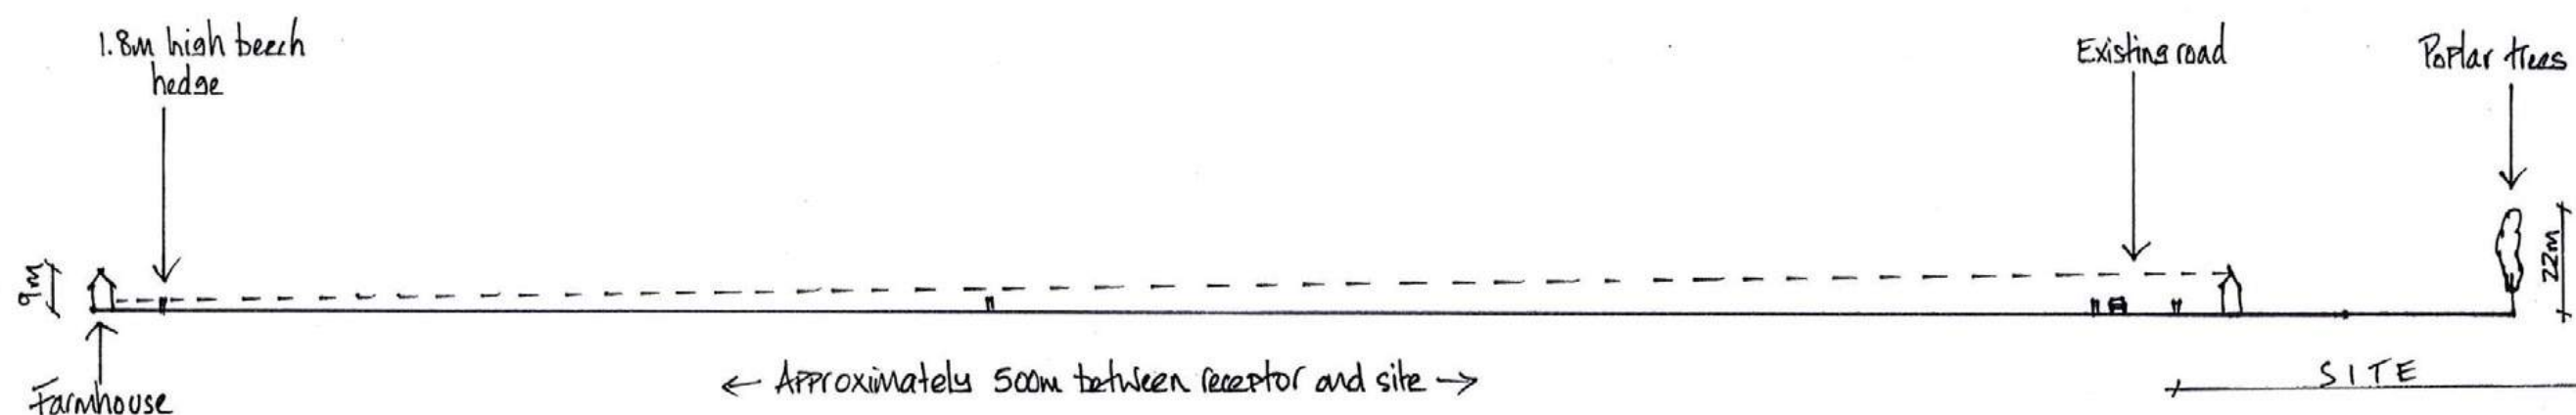 1.8m high beech
hedge
Existing road
Poplar trees
9m
22m
← Approximately 500m between receptor and site →
SITE
Farmhouse